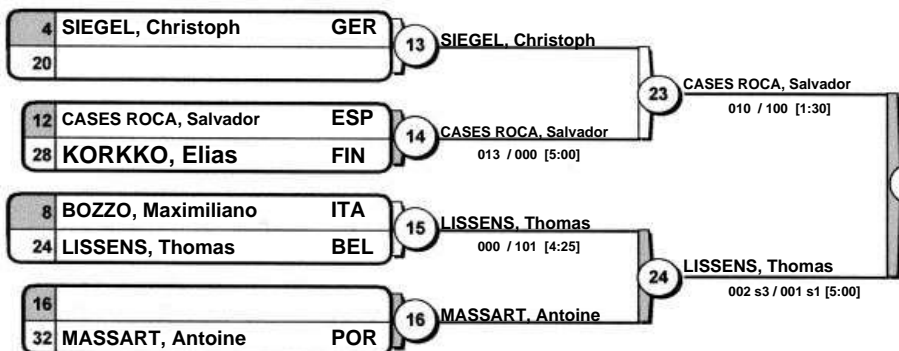 4 SIEGEL, Christoph GER
20
13 SIEGEL, Christoph
12 CASES ROCA, Salvador ESP
28 KORKKO, Elias FIN
14 CASES ROCA, Salvador
013 / 000 [5:00]
23 CASES ROCA, Salvador
010 / 100 [1:30]
8 BOZZO, Maximiliano ITA
24 LISSENS, Thomas BEL
15 LISSENS, Thomas
000 / 101 [4:25]
16
32 MASSART, Antoine POR
16 MASSART, Antoine
24 LISSENS, Thomas
002 s3 / 001 s1 [5:00]